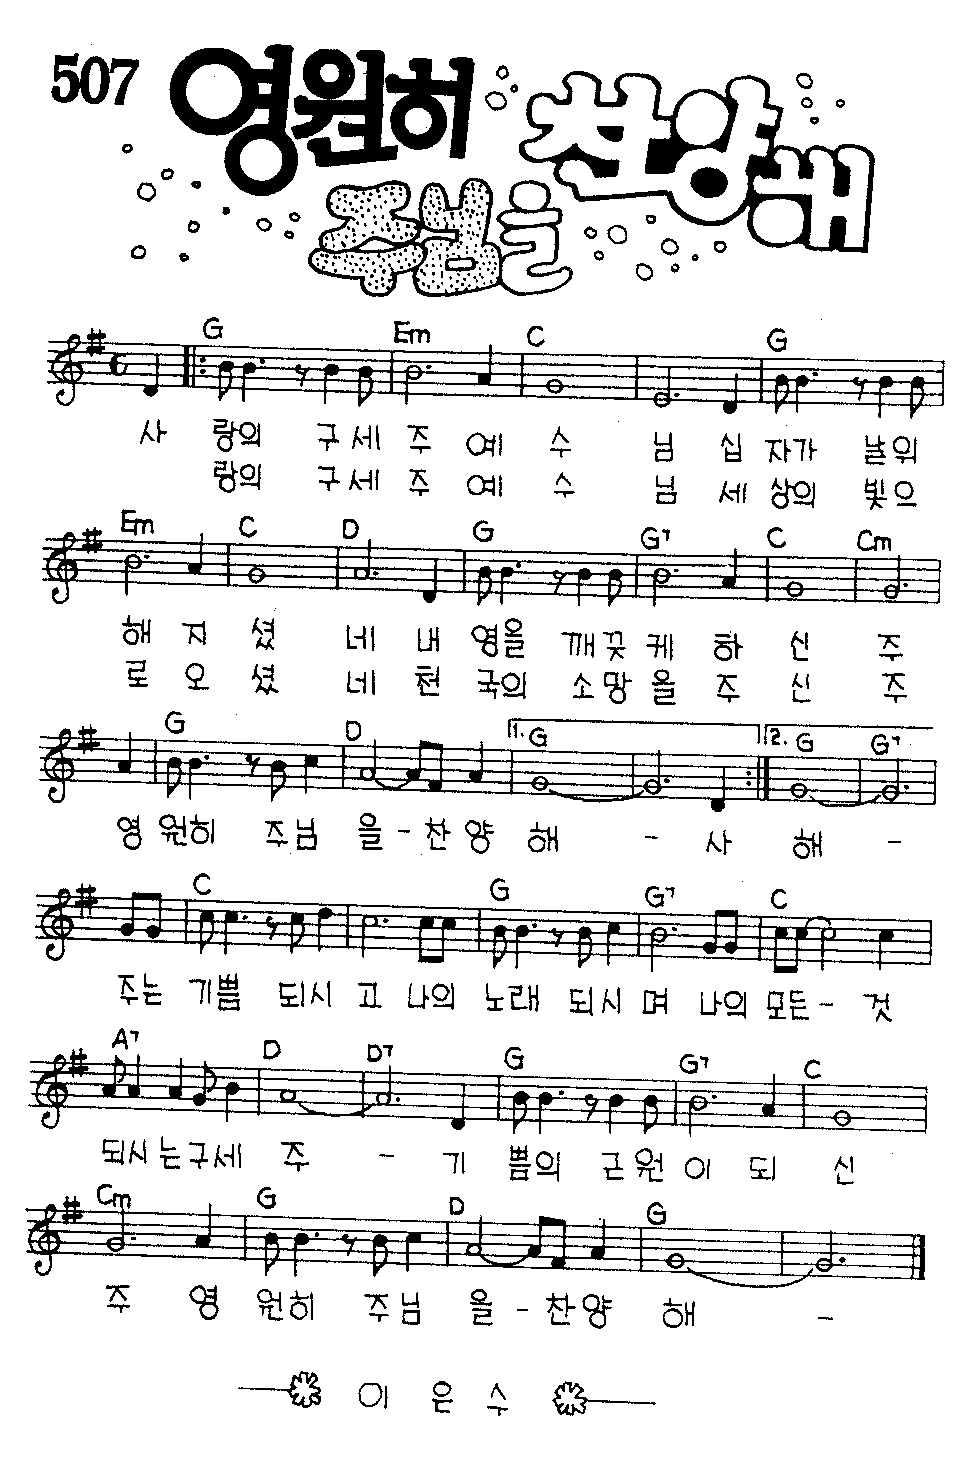 507 영원히 찬양해
주님을
G Em C G
사 랑의 구세 주 예 수 님 십 자가 날위
랑의 구세 주 예 수 님 세 상의 빛으
Em C D G G7 C Cm
해 지 셨 네 내 영을 깨끗 케 하 신 주
로 오 셨 네 천 국의 소망 을 주 신 주
G D 1. G 2. G G7
영 원히 주님 을 - 찬 양 해 - 사 해 -
C G G7 C
주는 기쁨 되시 고 나의 노래 되시 며 나의 모든 - 것
A7 D D7 G G7 C
되시는구세 주 - 기 쁨의 근원 이 되 신
Cm G D G
주 영 원히 주님 을 - 찬양 해 -
이 은 수